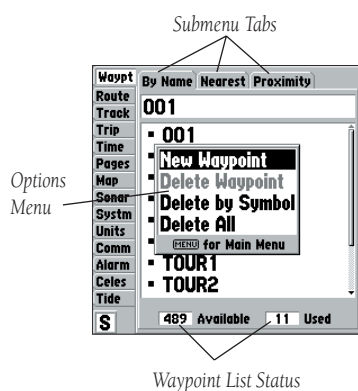 Submenu Tabs
Waypt
By Name Nearest Proximity
Route
Track
001
Trip
Time
Pages
Map
Sonar
Systm
Units
Comm
Alarm
Celes
Tide
S
001
New Waypoint
Delete Waypoint
Delete by Symbol
Delete All
MENU for Main Menu
TOUR1
TOUR2
489 Available 11 Used
Options
Menu
Waypoint List Status